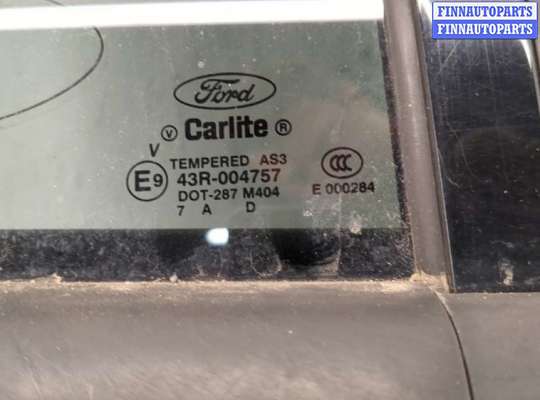 FINNAUTOPARTS
FINNAUTOPARTS
Ford
V Carlite ®
V
TEMPERED AS3
E9 43R-004757
DOT-287 M404
7 A D
CCC
E 000284